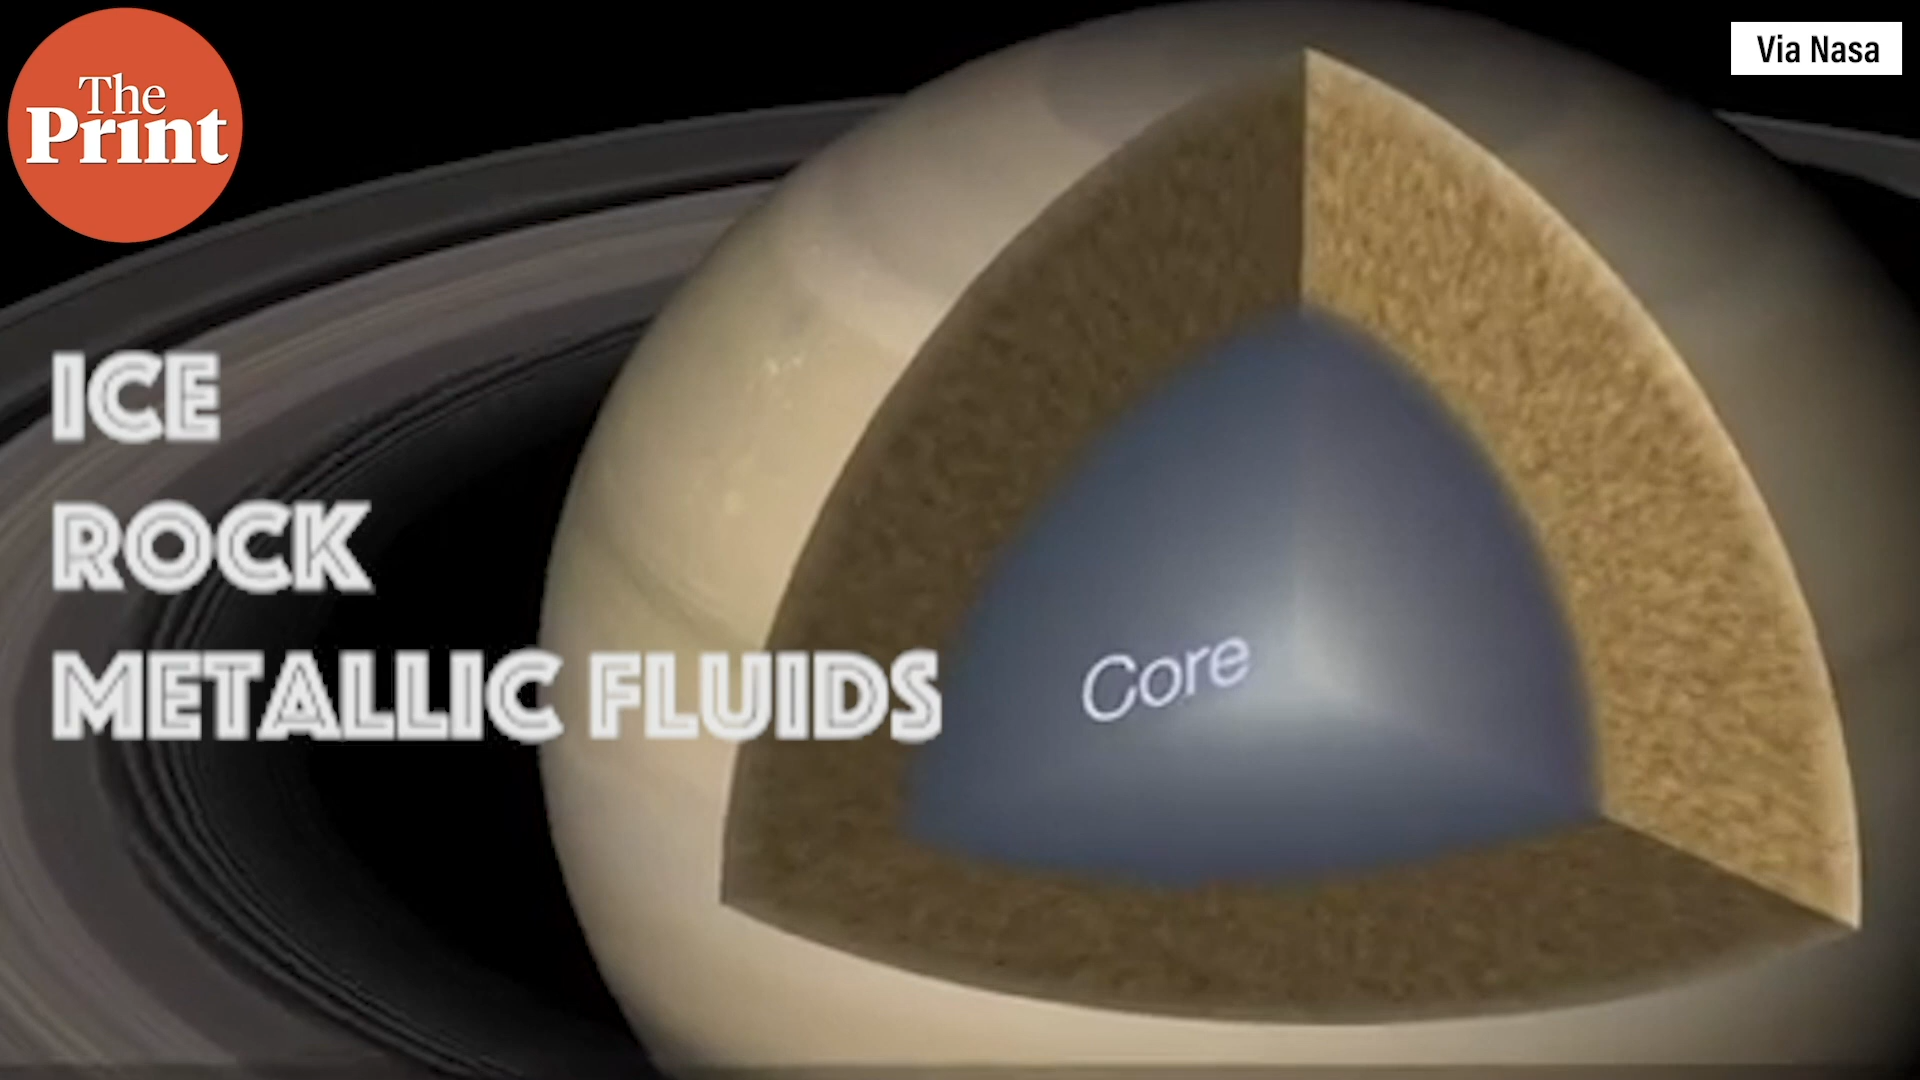 The
Print
Via Nasa
ICE
ROCK
METALLIC FLUIDS
Core